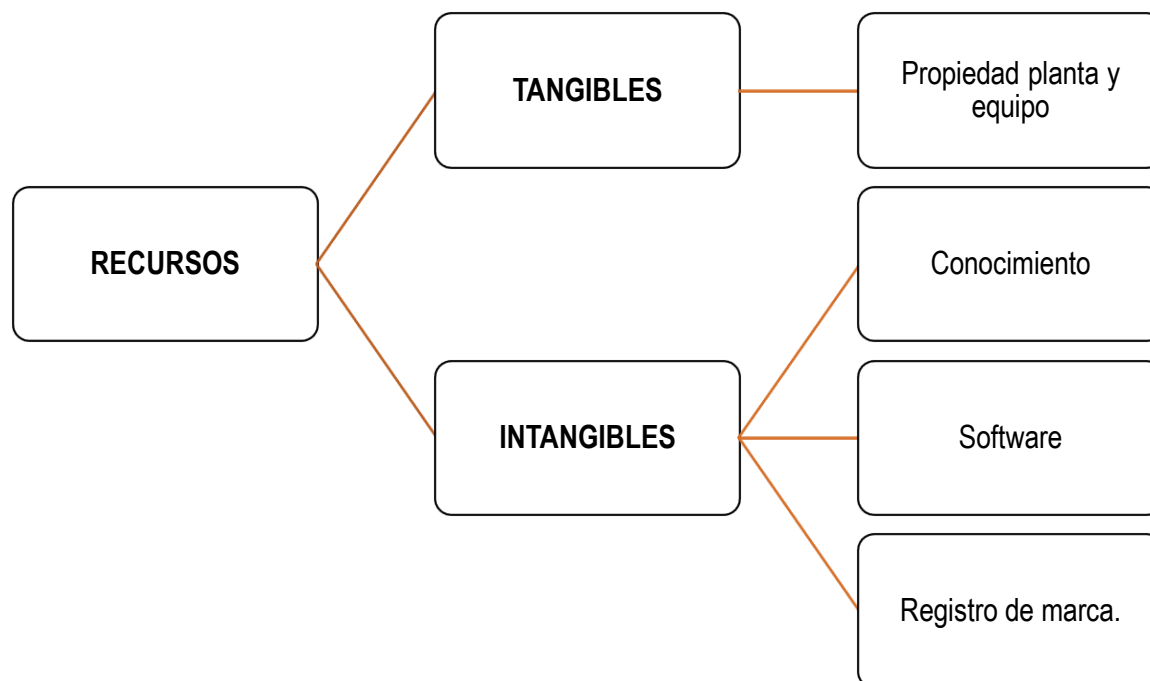 RECURSOS
TANGIBLES
Propiedad planta y
equipo
INTANGIBLES
Conocimiento
Software
Registro de marca.